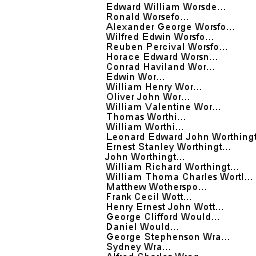 Edward William Worsde...
Ronald Worsefo...
Alexander George Worsfo...
Wilfred Edwin Worsfo...
Reuben Percival Worsfo...
Horace Edward Worsn...
Conrad Haviland Wor...
Edwin Wor...
William Henry Wor...
Oliver John Wor...
William Valentine Wor...
Thomas Worthi...
William Worthi...
Leonard Edward John Worthingt
Ernest Stanley Worthingt...
John Worthingt...
William Richard Worthingt...
William Thoma Charles Wortl...
Matthew Wotherspo...
Frank Cecil Wott...
Henry Ernest John Wott...
George Clifford Would...
Daniel Would...
George Stephenson Wra...
Sydney Wra...
Alfred Charles Wren